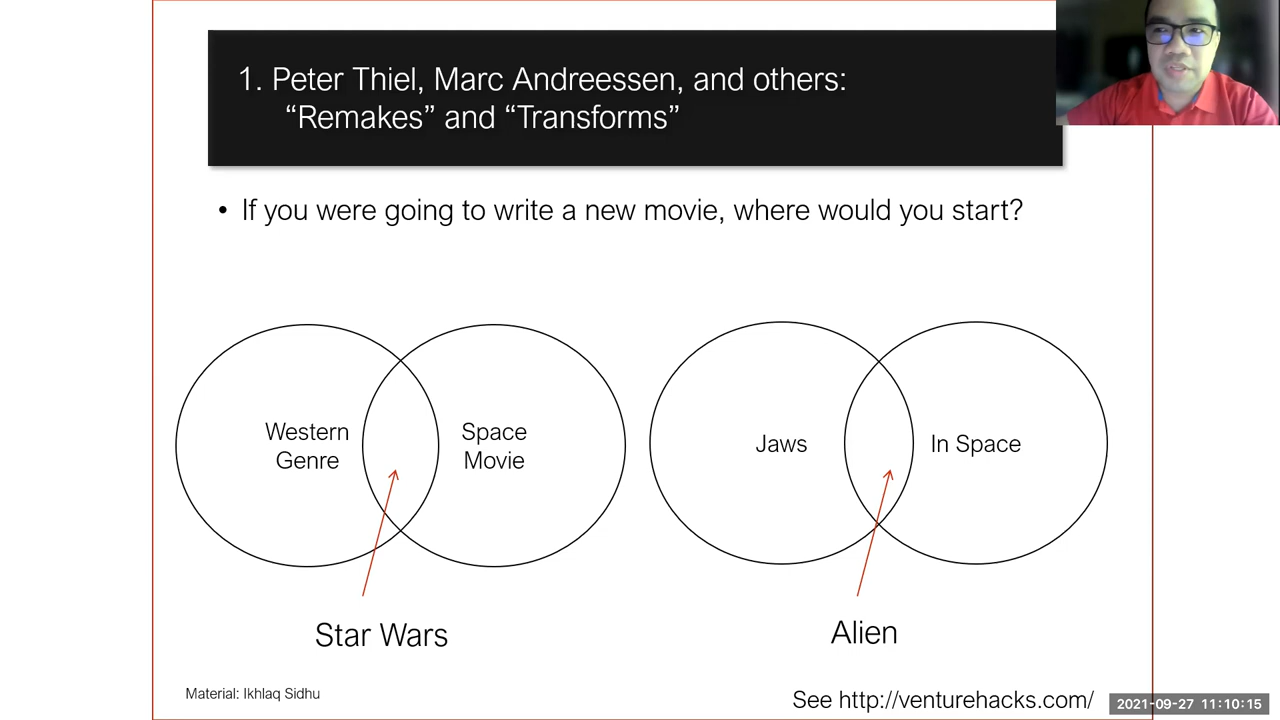 1. Peter Thiel, Marc Andreessen, and others:
“Remakes” and “Transforms”
• If you were going to write a new movie, where would you start?
Western
Genre
Space
Movie
Jaws
In Space
Star Wars
Alien
Material: Ikhlaq Sidhu
See http://venturehacks.com/
2021-09-27 11:10:15